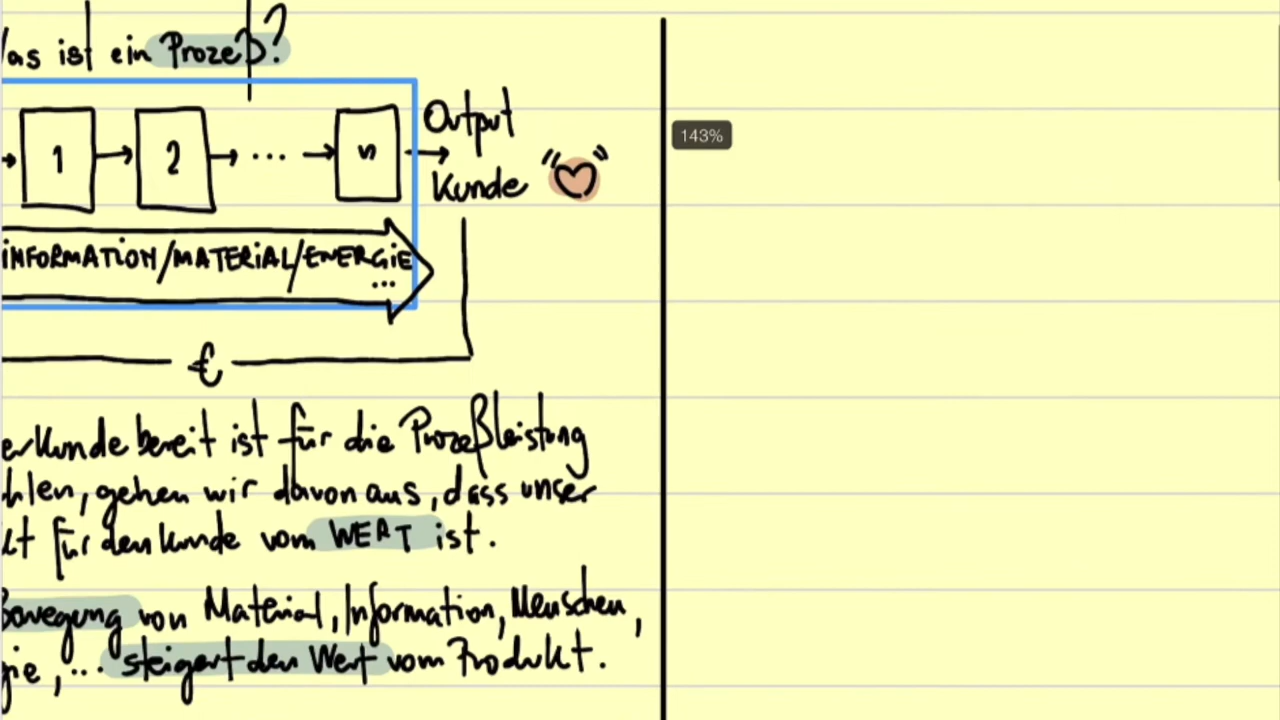 as ist ein Prozeß?
1 → 2 → ... → n → Output
143%
Kunde
INFORMATION/MATERIAL/ENERGIE
...
€
er Kunde bereit ist für die Prozeßleistung
hlen, gehen wir davon aus, dass unser
kt für den Kunde vom WERT ist.
Bewegung von Material, Information, Menschen,
gie, ... steigert den Wert vom Produkt.